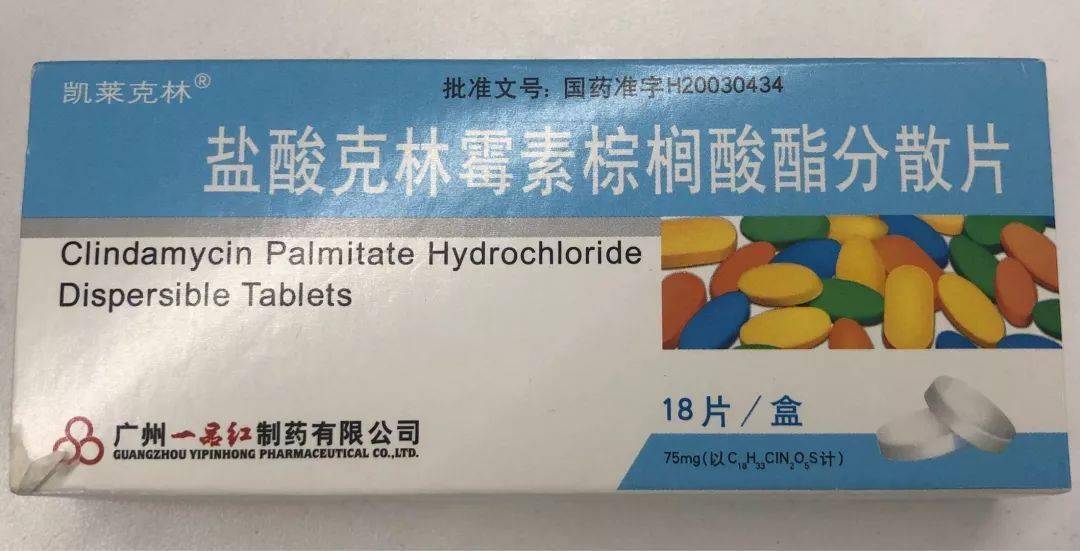 凯莱克林®
批准文号：国药准字H20030434
盐酸克林霉素棕榈酸酯分散片
Clindamycin Palmitate Hydrochloride
Dispersible Tablets
18片/盒
75mg(以C₁₈H₃₃ClN₂O₅S计)
广州一品红制药有限公司
GUANGZHOU YIPINHONG PHARMACEUTICAL CO.,LTD.